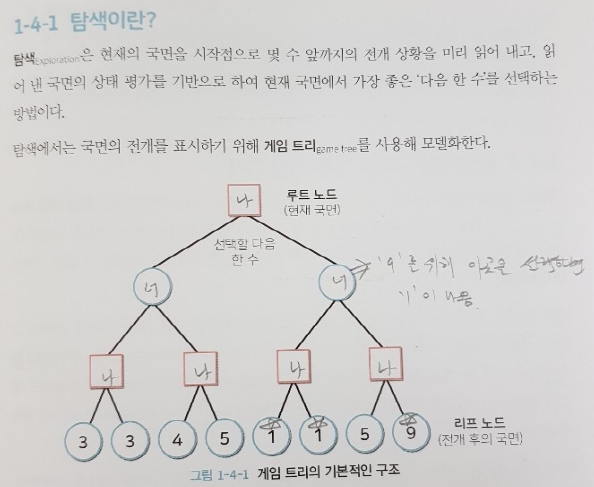 1-4-1 탐색이란?
탐색Exploration은 현재의 국면을 시작점으로 몇 수 앞까지의 전개 상황을 미리 읽어 내고, 읽
어 낸 국면의 상태 평가를 기반으로 하여 현재 국면에서 가장 좋은 '다음 한 수'를 선택하는
방법이다.
탐색에서는 국면의 전개를 표시하기 위해 게임 트리game tree를 사용해 모델화한다.
나
루트 노드
(현재 국면)
선택할 다음
한 수
너
너
'9'를 위해 이곳을 선택하면
'1'이 나옴
나
나
나
나
3
3
4
5
1
1
5
9
리프 노드
(전개 후의 국면)
그림 1-4-1 게임 트리의 기본적인 구조